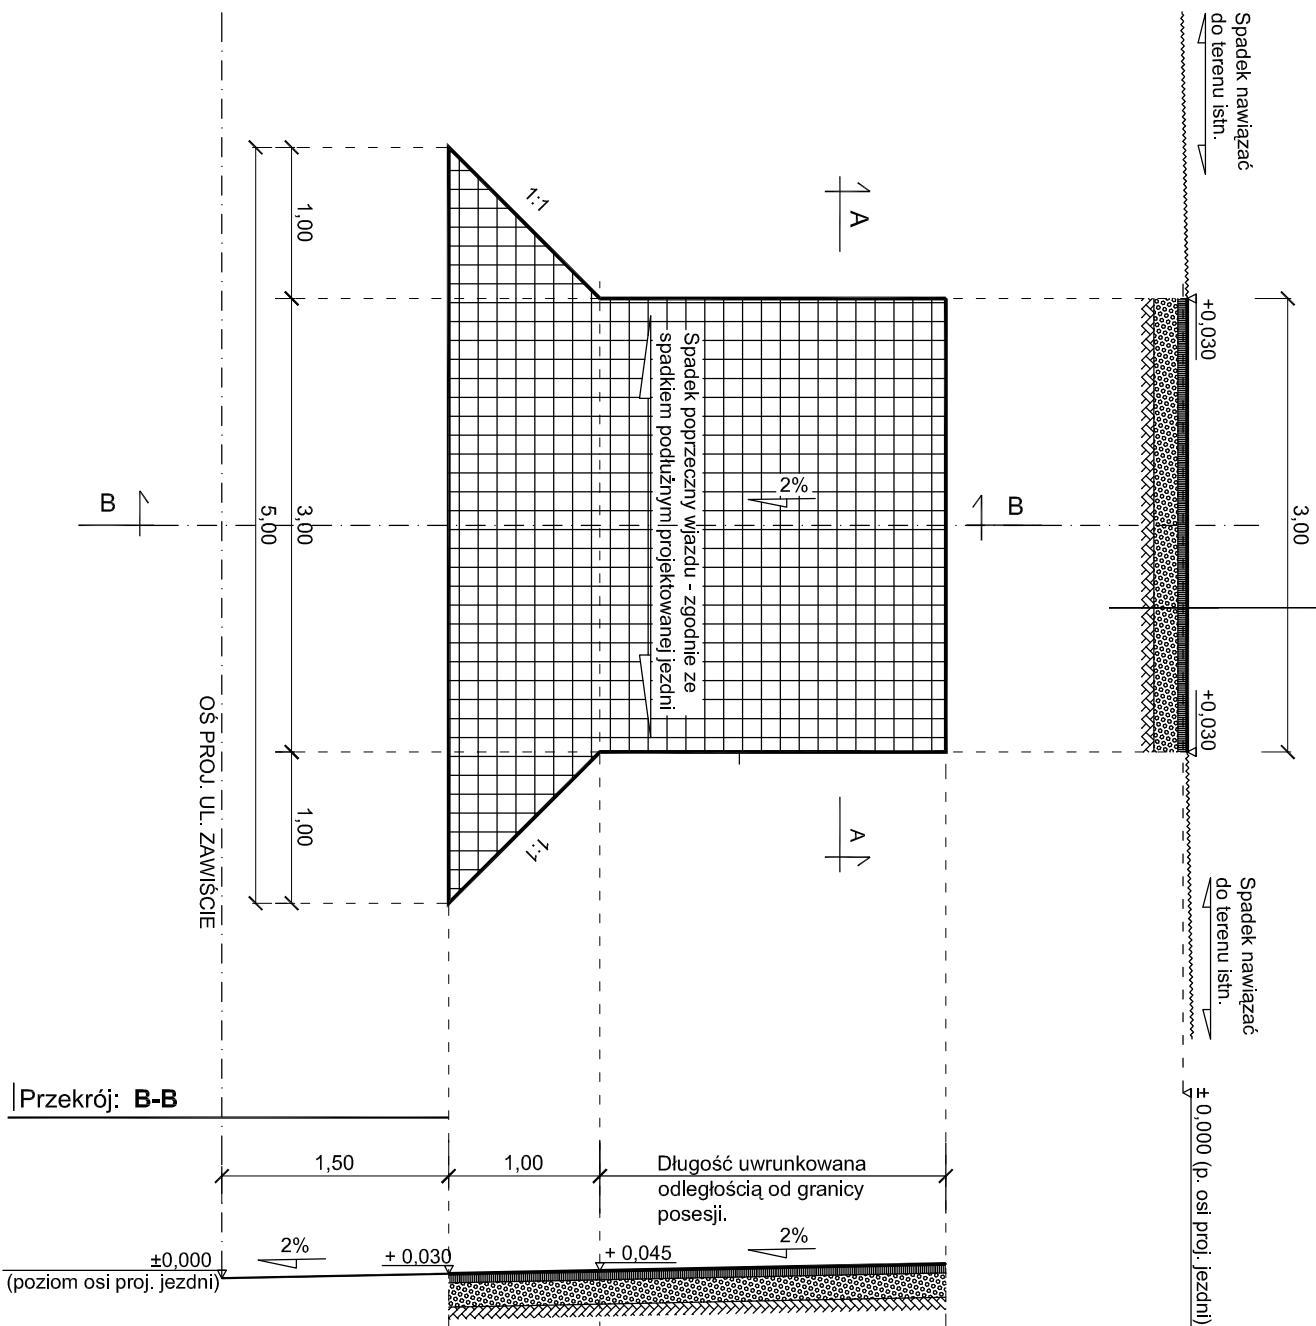 Spadek nawiązać
do terenu istn.
1,00
1:1
A
+0,030
3,00
Spadek poprzeczny wjazdu - zgodnie ze
spadkiem podłużnym projektowanej jezdni
2%
B
B
3,00
5,00
+0,030
OŚ PROJ. UL. ZAWIŚCIE
1,00
1:1
A
Spadek nawiązać
do terenu istn.
± 0,000 (p. osi proj. jezdni)
Przekrój: B-B
1,50
1,00
Długość uwrunkowana
odległością od granicy
posesji.
±0,000
(poziom osi proj. jezdni)
2%
+ 0,030
+ 0,045
2%